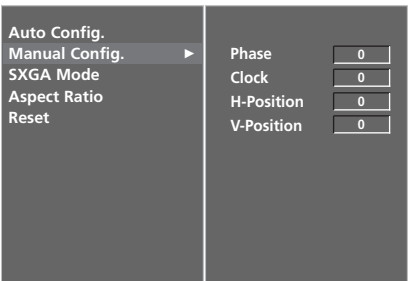 Auto Config.
Manual Config. ►
SXGA Mode
Aspect Ratio
Reset
Phase 0
Clock 0
H-Position 0
V-Position 0